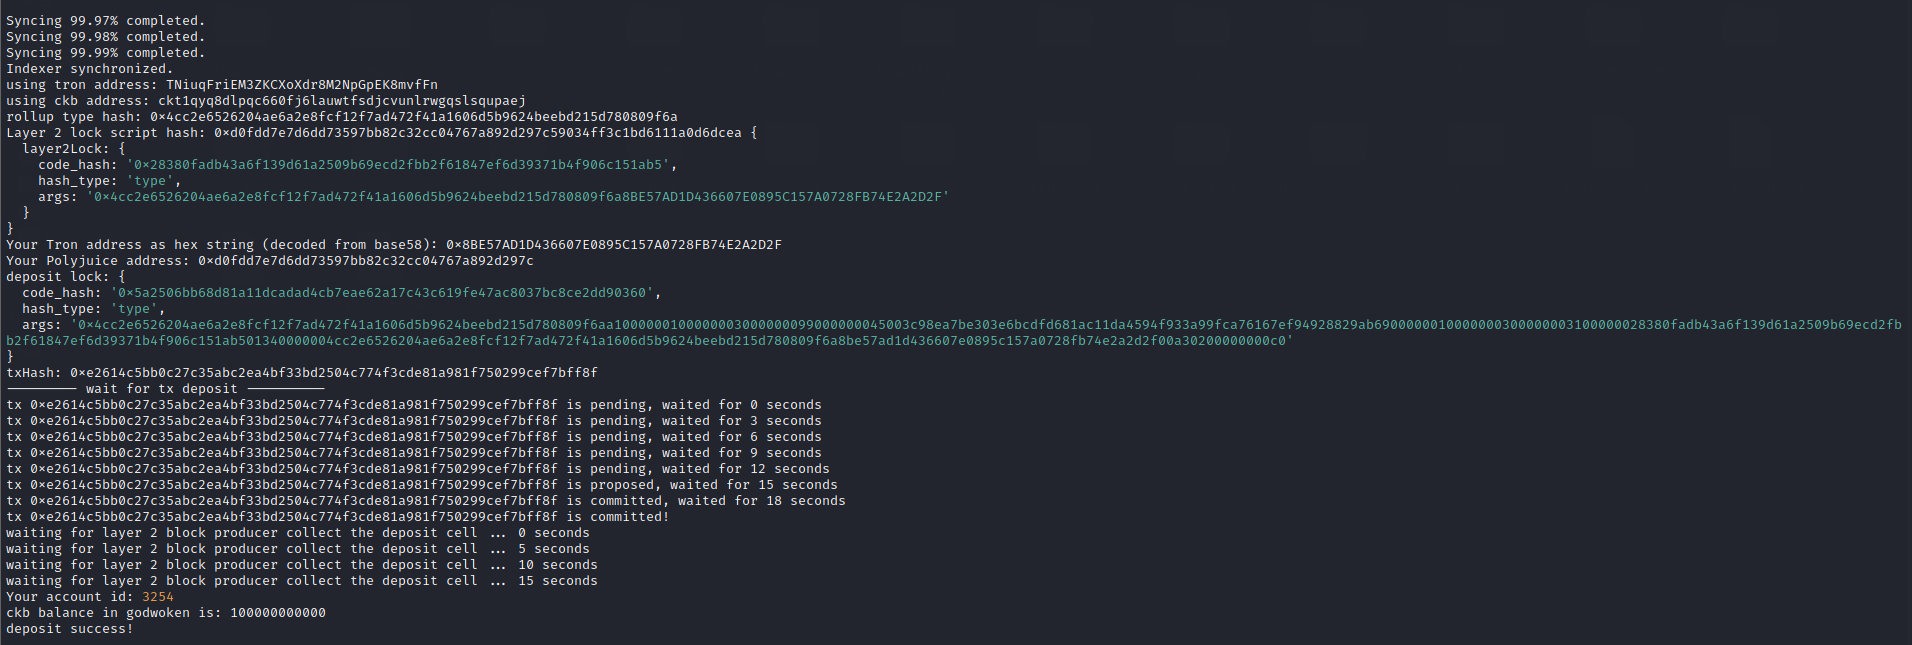 Syncing 99.97% completed.
Syncing 99.98% completed.
Syncing 99.99% completed.
Indexer synchronized.
using tron address: TNiuqFriEM3ZKCXoXdr8M2NpGpEK8mvfFn
using ckb address: ckt1qyq8dlpqc660fj6lauwtfsdjcvunlrwgqslsqupaej
rollup type hash: 0×4cc2e6526204ae6a2e8fcf12f7ad472f41a1606d5b9624beebd215d780809f6a
Layer 2 lock script hash: 0×d0fdd7e7d6dd73597bb82c32cc04767a892d297c59034ff3c1bd6111a0d6dcea {
  layer2Lock: {
    code_hash: '0×28380fadb43a6f139d61a2509b69ecd2fbb2f61847ef6d39371b4f906c151ab5',
    hash_type: 'type',
    args: '0×4cc2e6526204ae6a2e8fcf12f7ad472f41a1606d5b9624beebd215d780809f6a8BE57AD1D436607E0895C157A0728FB74E2A2D2F'
  }
}
Your Tron address as hex string (decoded from base58): 0×8BE57AD1D436607E0895C157A0728FB74E2A2D2F
Your Polyjuice address: 0×d0fdd7e7d6dd73597bb82c32cc04767a892d297c
deposit lock: {
  code_hash: '0×5a2506bb68d81a11dcadad4cb7eae62a17c43c619fe47ac8037bc8ce2dd90360',
  hash_type: 'type',
  args: '0×4cc2e6526204ae6a2e8fcf12f7ad472f41a1606d5b9624beebd215d780809f6aa10000001000000030000000990000000045003c98ea7be303e6bcdfd681ac11da4594f933a99fca76167ef94928829ab6900000010000000300000003100000028380fadb43a6f139d61a2509b69ecd2fb
b2f61847ef6d39371b4f906c151ab501340000004cc2e6526204ae6a2e8fcf12f7ad472f41a1606d5b9624beebd215d780809f6a8be57ad1d436607e0895c157a0728fb74e2a2d2f00a30200000000c0'
}
txHash: 0×e2614c5bb0c27c35abc2ea4bf33bd2504c774f3cde81a981f750299cef7bff8f
───────── wait for tx deposit ──────────
tx 0×e2614c5bb0c27c35abc2ea4bf33bd2504c774f3cde81a981f750299cef7bff8f is pending, waited for 0 seconds
tx 0×e2614c5bb0c27c35abc2ea4bf33bd2504c774f3cde81a981f750299cef7bff8f is pending, waited for 3 seconds
tx 0×e2614c5bb0c27c35abc2ea4bf33bd2504c774f3cde81a981f750299cef7bff8f is pending, waited for 6 seconds
tx 0×e2614c5bb0c27c35abc2ea4bf33bd2504c774f3cde81a981f750299cef7bff8f is pending, waited for 9 seconds
tx 0×e2614c5bb0c27c35abc2ea4bf33bd2504c774f3cde81a981f750299cef7bff8f is pending, waited for 12 seconds
tx 0×e2614c5bb0c27c35abc2ea4bf33bd2504c774f3cde81a981f750299cef7bff8f is proposed, waited for 15 seconds
tx 0×e2614c5bb0c27c35abc2ea4bf33bd2504c774f3cde81a981f750299cef7bff8f is committed, waited for 18 seconds
tx 0×e2614c5bb0c27c35abc2ea4bf33bd2504c774f3cde81a981f750299cef7bff8f is committed!
waiting for layer 2 block producer collect the deposit cell ... 0 seconds
waiting for layer 2 block producer collect the deposit cell ... 5 seconds
waiting for layer 2 block producer collect the deposit cell ... 10 seconds
waiting for layer 2 block producer collect the deposit cell ... 15 seconds
Your account id: 3254
ckb balance in godwoken is: 100000000000
deposit success!